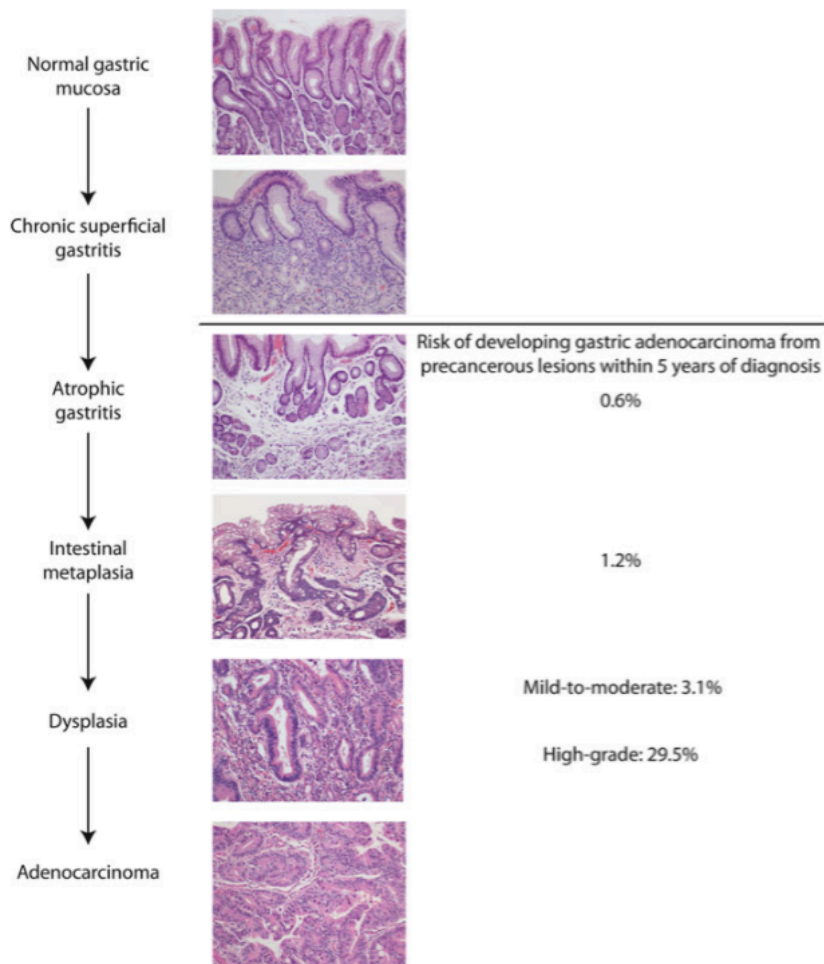 Normal gastric
mucosa
Chronic superficial
gastritis
Risk of developing gastric adenocarcinoma from
precancerous lesions within 5 years of diagnosis
Atrophic
gastritis
0.6%
Intestinal
metaplasia
1.2%
Dysplasia
Mild-to-moderate: 3.1%
High-grade: 29.5%
Adenocarcinoma